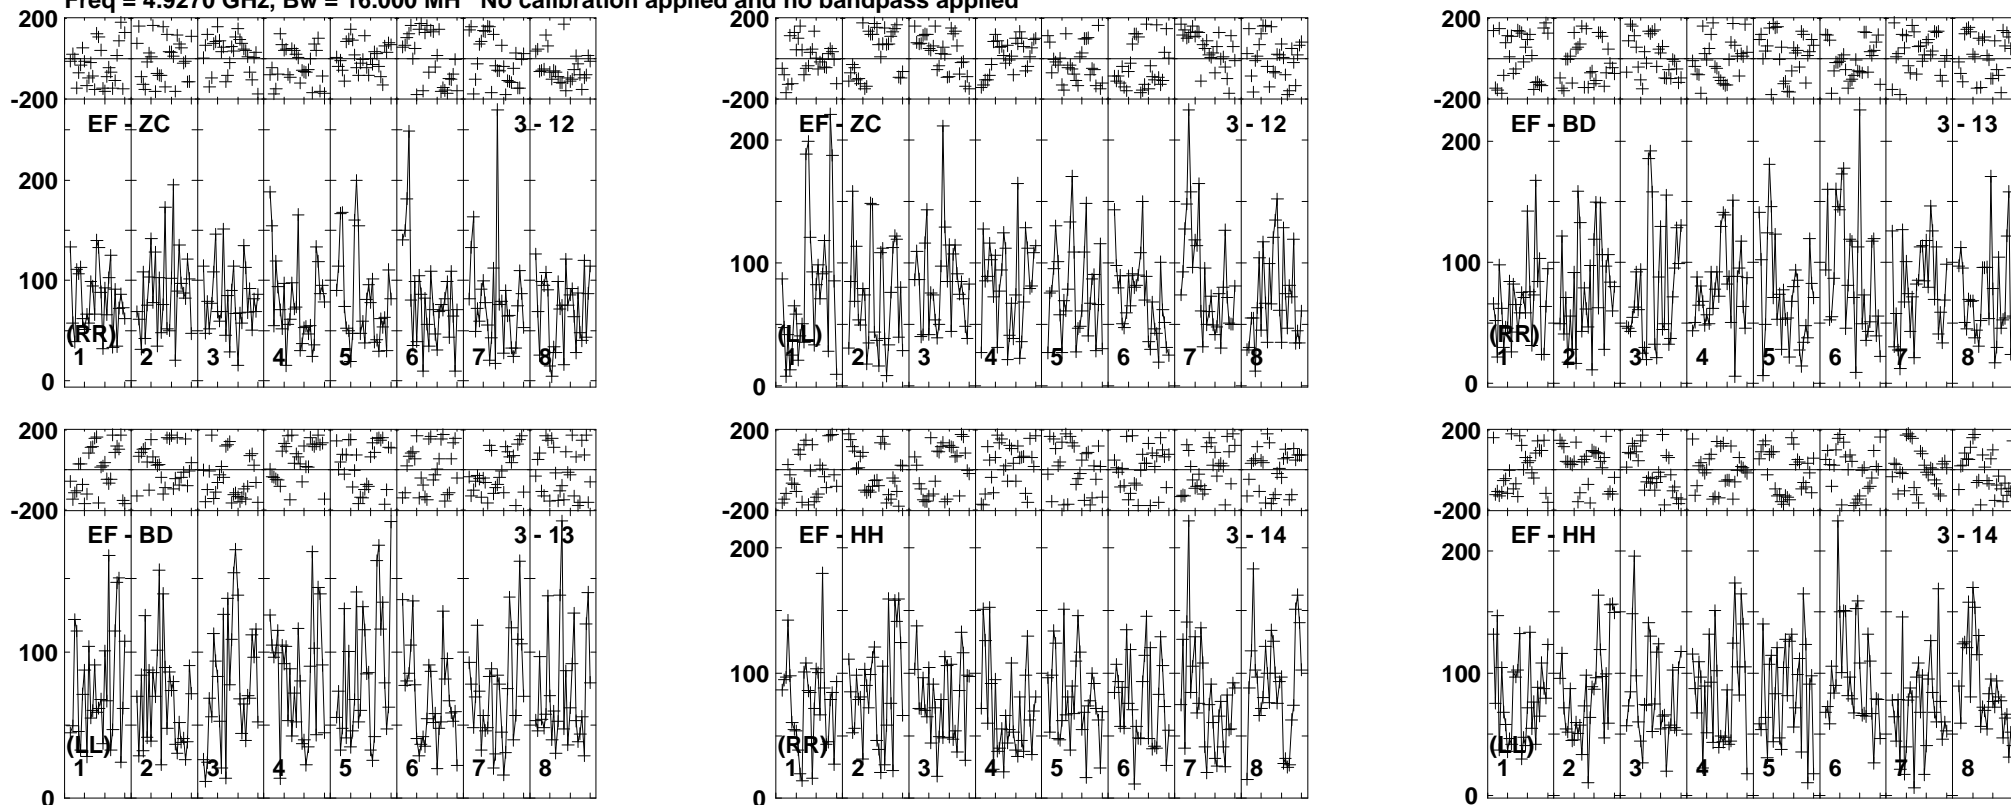 Freq = 4.9270 GHz, Bw = 16.000 MH No calibration applied and no bandpass applied
200
-200
EF - ZC 3 - 12
200
100
0
(RR)
1 2 3 4 5 6 7 8
200
-200
EF - ZC 3 - 12
200
100
0
(LL)
1 2 3 4 5 6 7 8
200
-200
EF - BD 3 - 13
200
100
0
(RR)
1 2 3 4 5 6 7 8
200
-200
EF - BD 3 - 13
100
0
(LL)
1 2 3 4 5 6 7 8
200
-200
EF - HH 3 - 14
200
100
0
(RR)
1 2 3 4 5 6 7 8
200
-200
EF - HH 3 - 14
200
100
0
(LL)
1 2 3 4 5 6 7 8